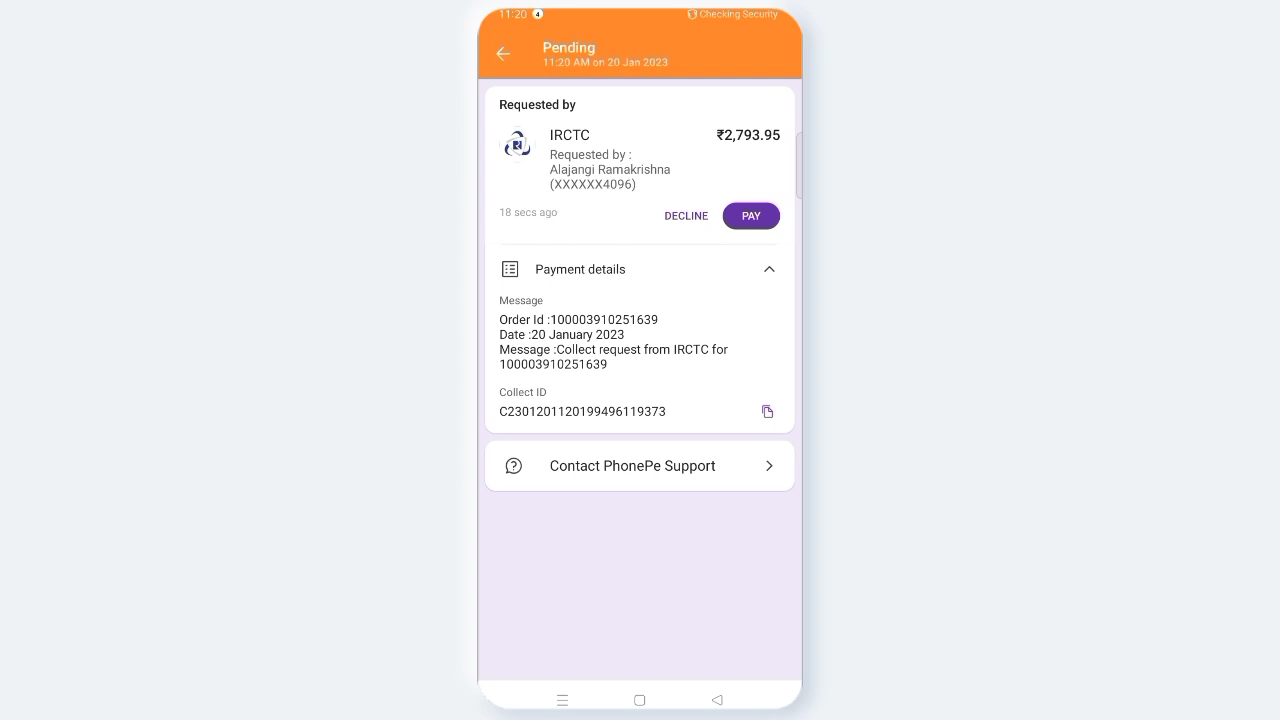 11:20 4 Checking Security
Pending
11:20 AM on 20 Jan 2023
Requested by
IRCTC ₹2,793.95
Requested by :
Alajangi Ramakrishna
(XXXXXX4096)
18 secs ago DECLINE PAY
Payment details
Message
Order Id :100003910251639
Date :20 January 2023
Message :Collect request from IRCTC for
100003910251639
Collect ID
C2301201120199496119373
Contact PhonePe Support